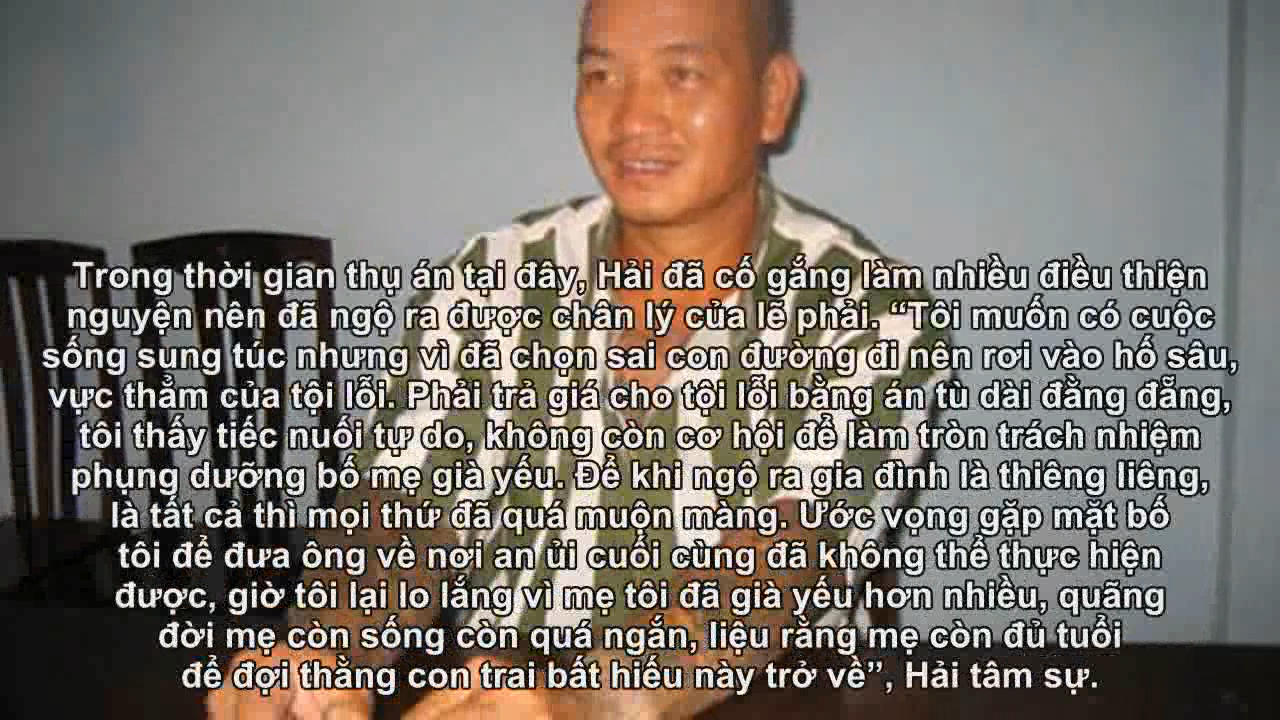 Trong thời gian thụ án tại đây, Hải đã cố gắng làm nhiều điều thiện
nguyện nên đã ngộ ra được chân lý của lẽ phải. “Tôi muốn có cuộc
sống sung túc nhưng vì đã chọn sai con đường đi nên rơi vào hố sâu,
vực thẳm của tội lỗi. Phải trả giá cho tội lỗi bằng án tù dài đằng đẵng,
tôi thấy tiếc nuối tự do, không còn cơ hội để làm tròn trách nhiệm
phụng dưỡng bố mẹ già yếu. Để khi ngộ ra gia đình là thiêng liêng,
là tất cả thì mọi thứ đã quá muộn màng. Ước vọng gặp mặt bố
tôi để đưa ông về nơi an ủi cuối cùng đã không thể thực hiện
được, giờ tôi lại lo lắng vì mẹ tôi đã già yếu hơn nhiều, quãng
đời mẹ còn sống còn quá ngắn, liệu rằng mẹ còn đủ tuổi
để đợi thằng con trai bất hiếu này trở về”, Hải tâm sự.